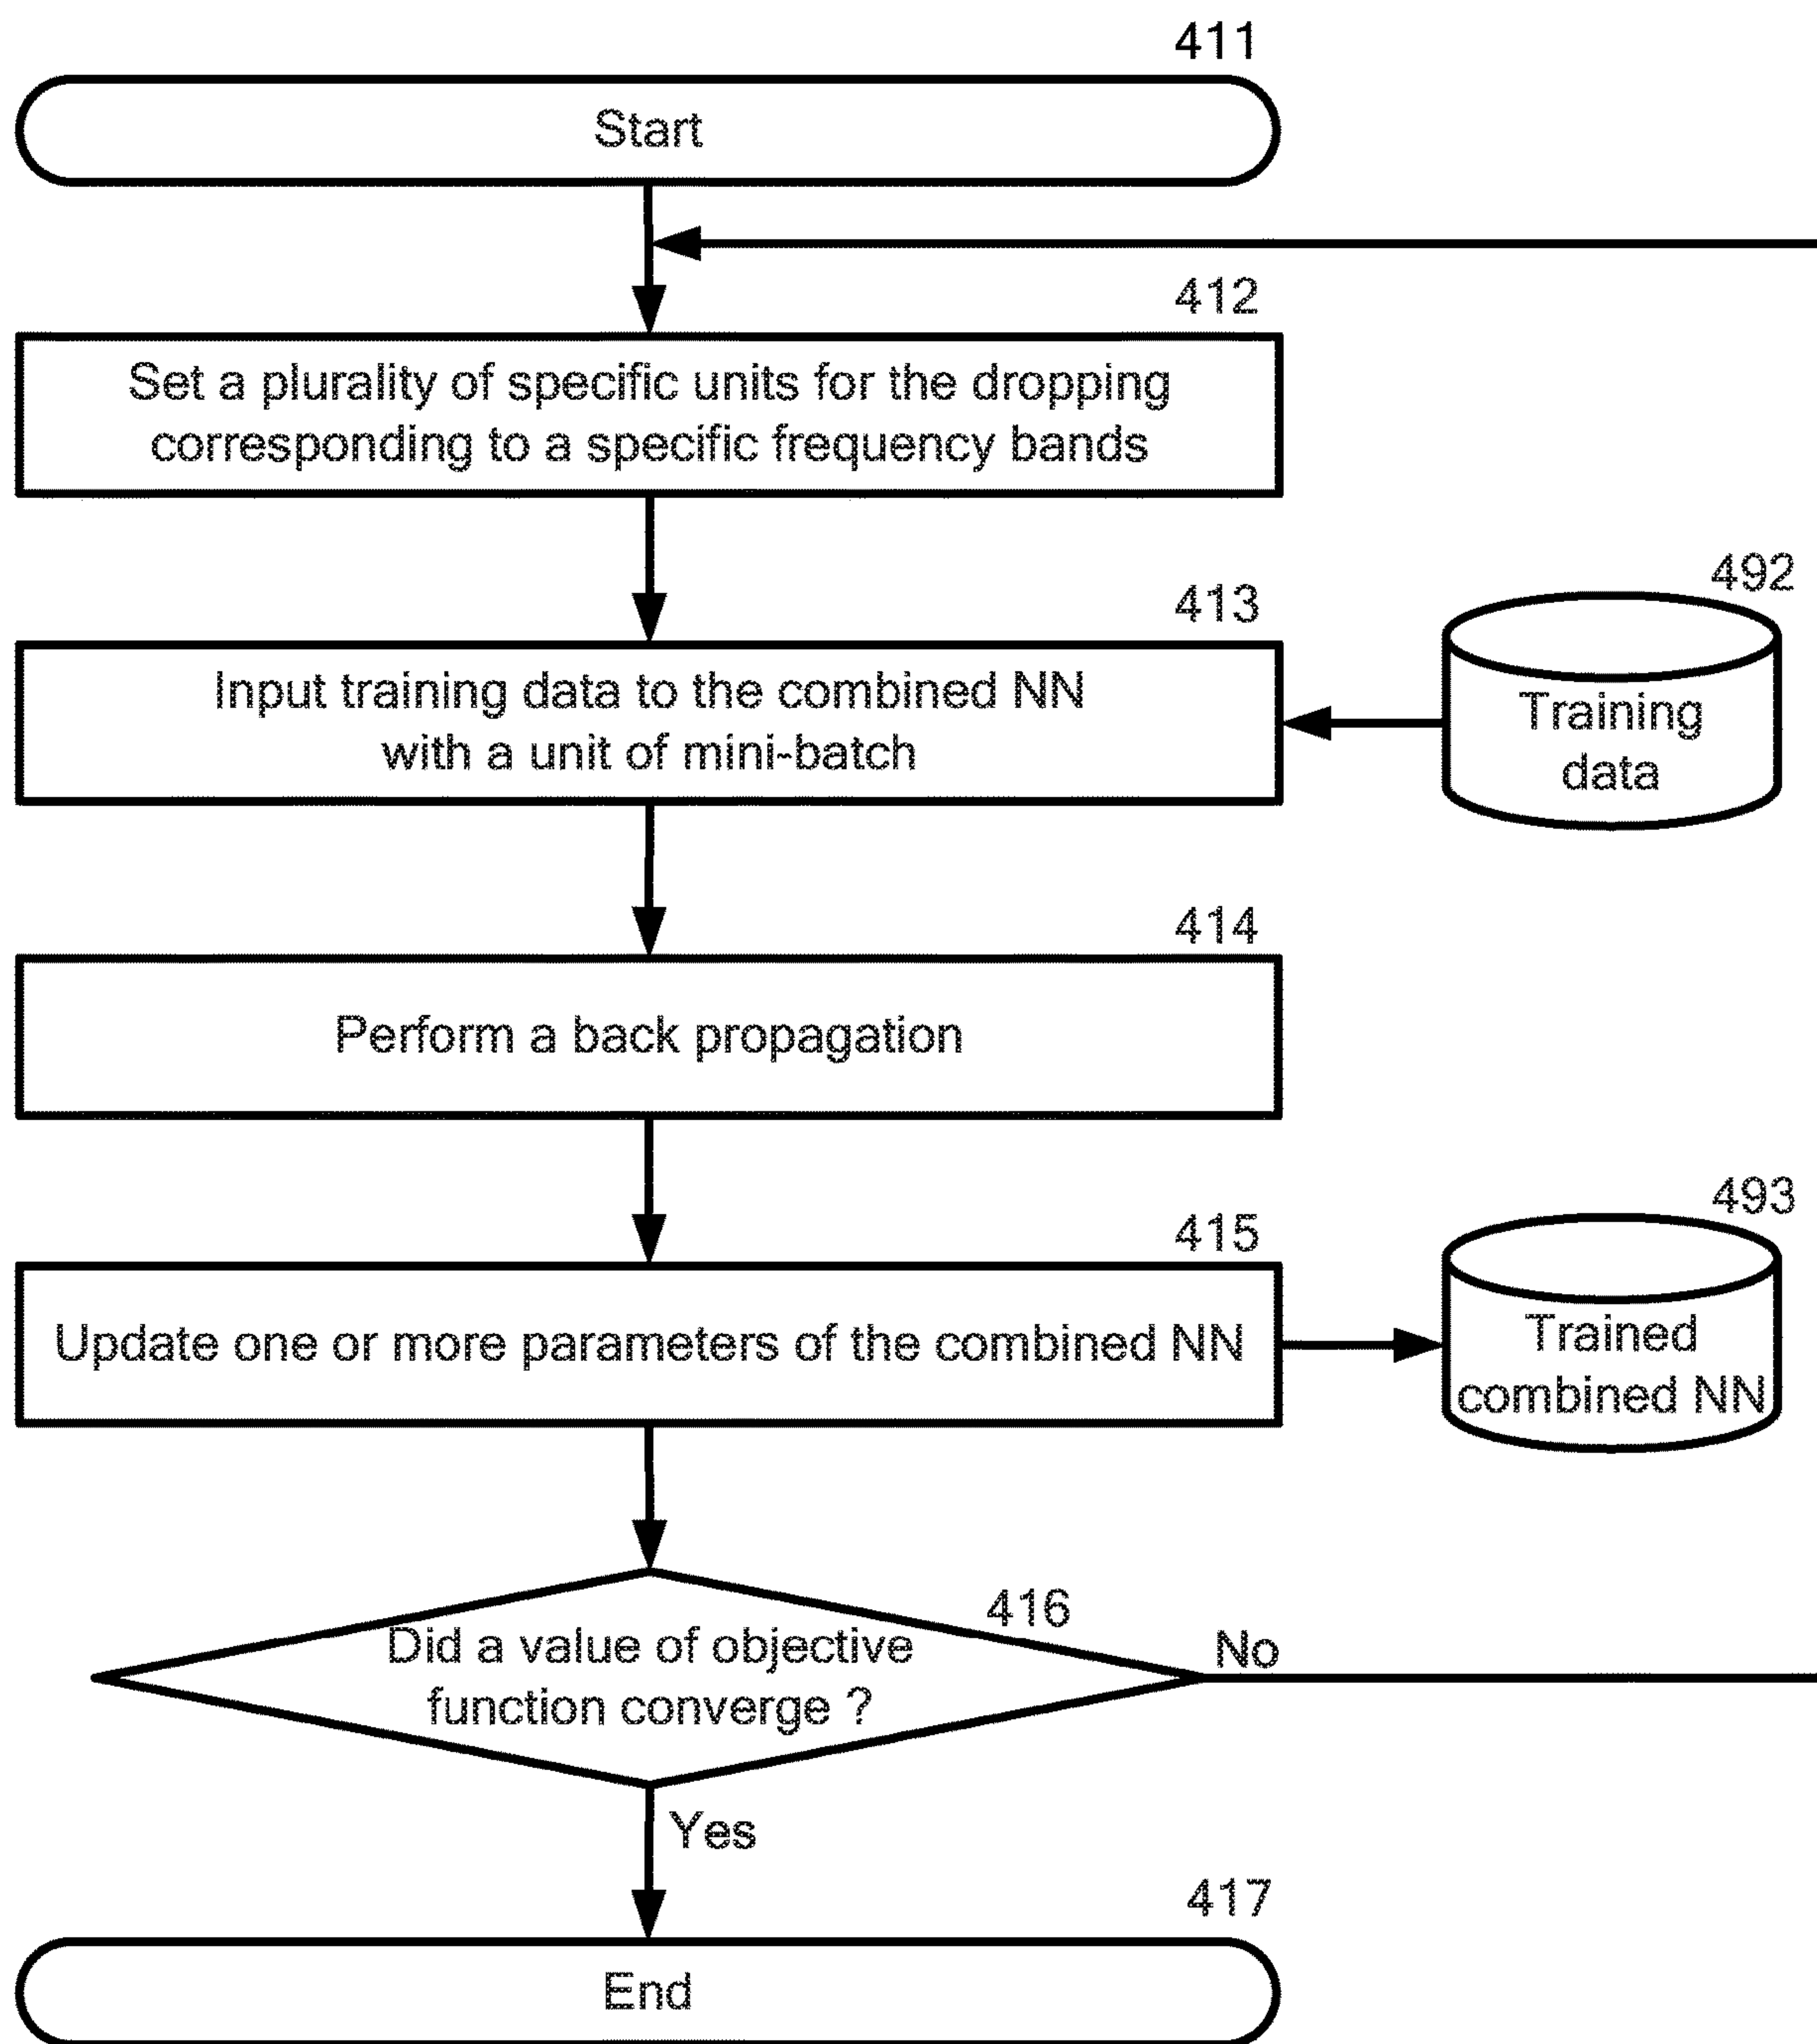 411
Start
412
Set a plurality of specific units for the dropping
corresponding to a specific frequency bands
413
Input training data to the combined NN
with a unit of mini-batch
492
Training
data
414
Perform a back propagation
415
Update one or more parameters of the combined NN
493
Trained
combined NN
416
Did a value of objective
function converge ?
No
Yes
417
End